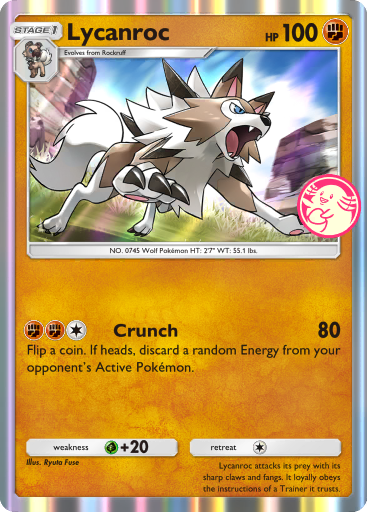 STAGE 1
Lycanroc
HP 100
Evolves from Rockruff
NO. 0745 Wolf Pokémon HT: 2'7" WT: 55.1 lbs.
Crunch 80
Flip a coin. If heads, discard a random Energy from your
opponent's Active Pokémon.
weakness +20 retreat
Illus. Ryuta Fuse
Lycanroc attacks its prey with its
sharp claws and fangs. It loyally obeys
the instructions of a Trainer it trusts.